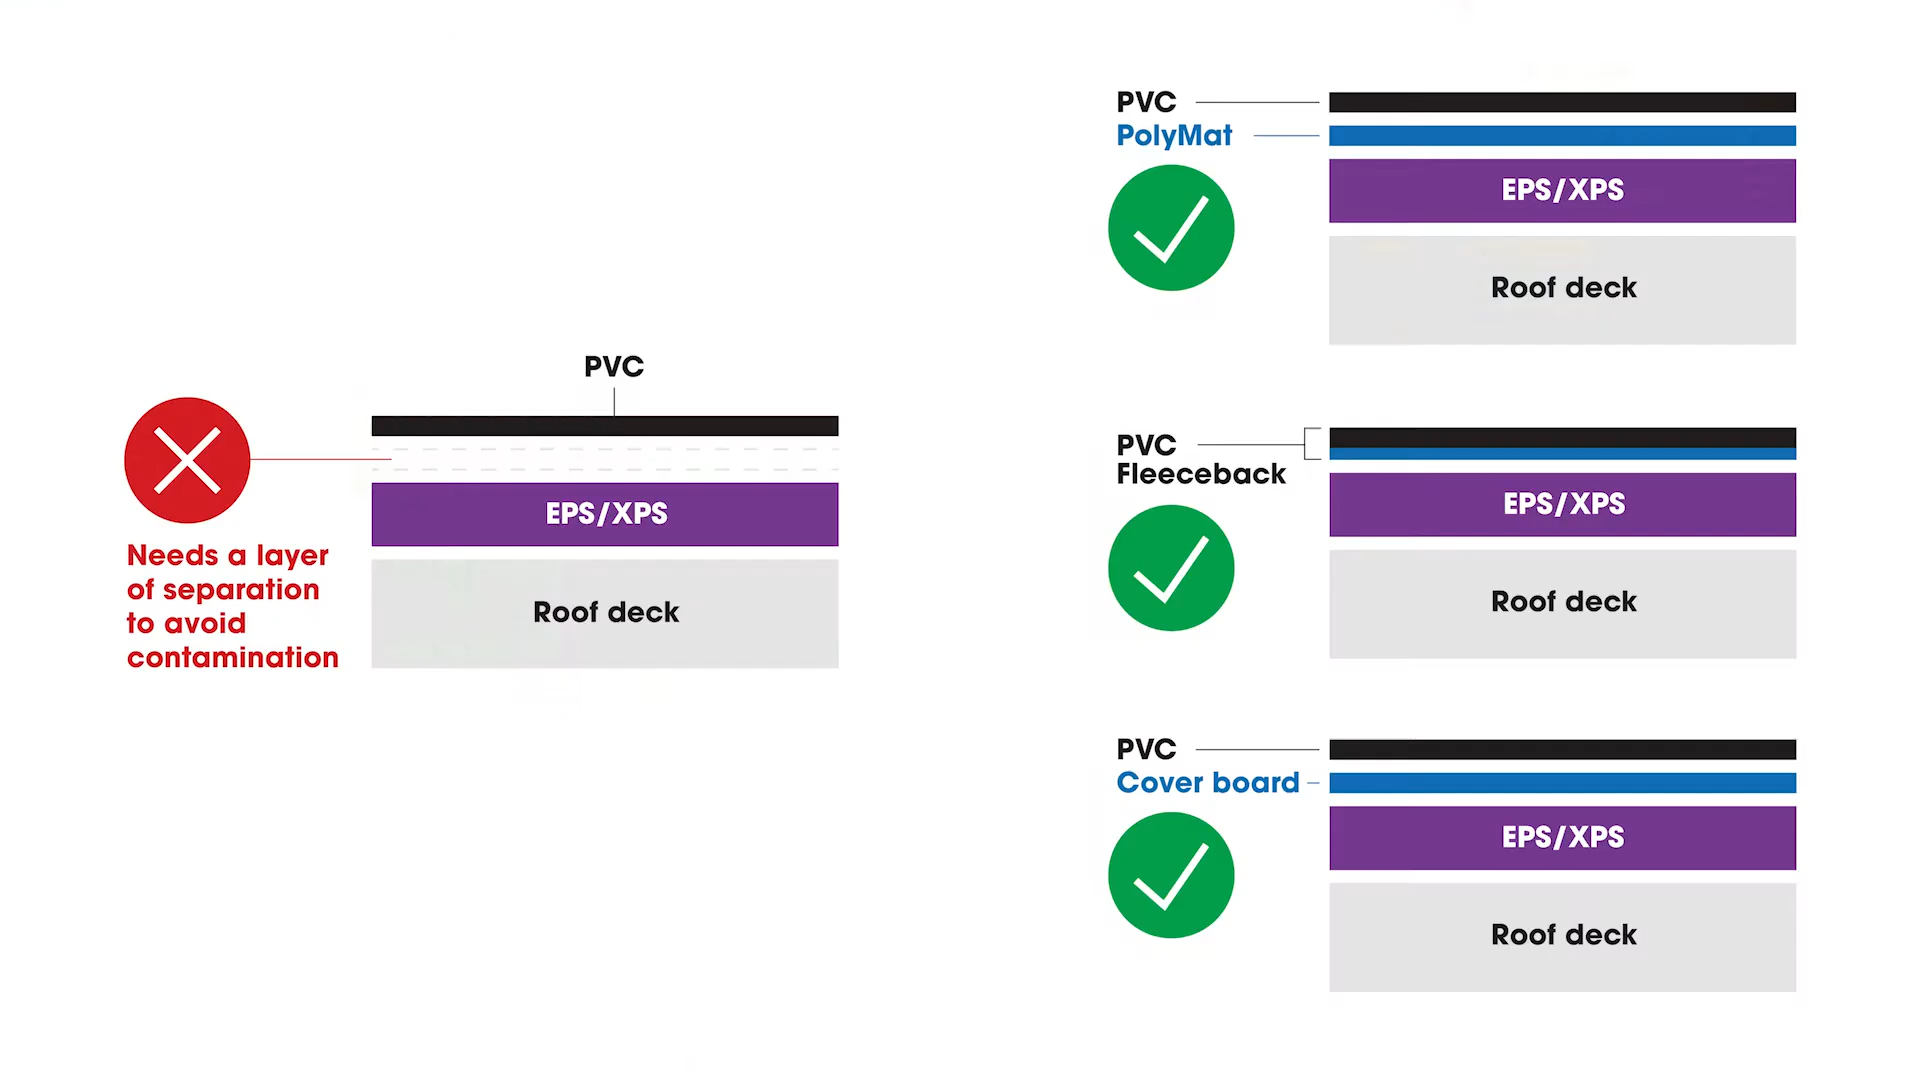 PVC
EPS/XPS
Needs a layer
of separation
to avoid
contamination
Roof deck
PVC
PolyMat
EPS/XPS
Roof deck
PVC
Fleeceback
EPS/XPS
Roof deck
PVC
Cover board
EPS/XPS
Roof deck